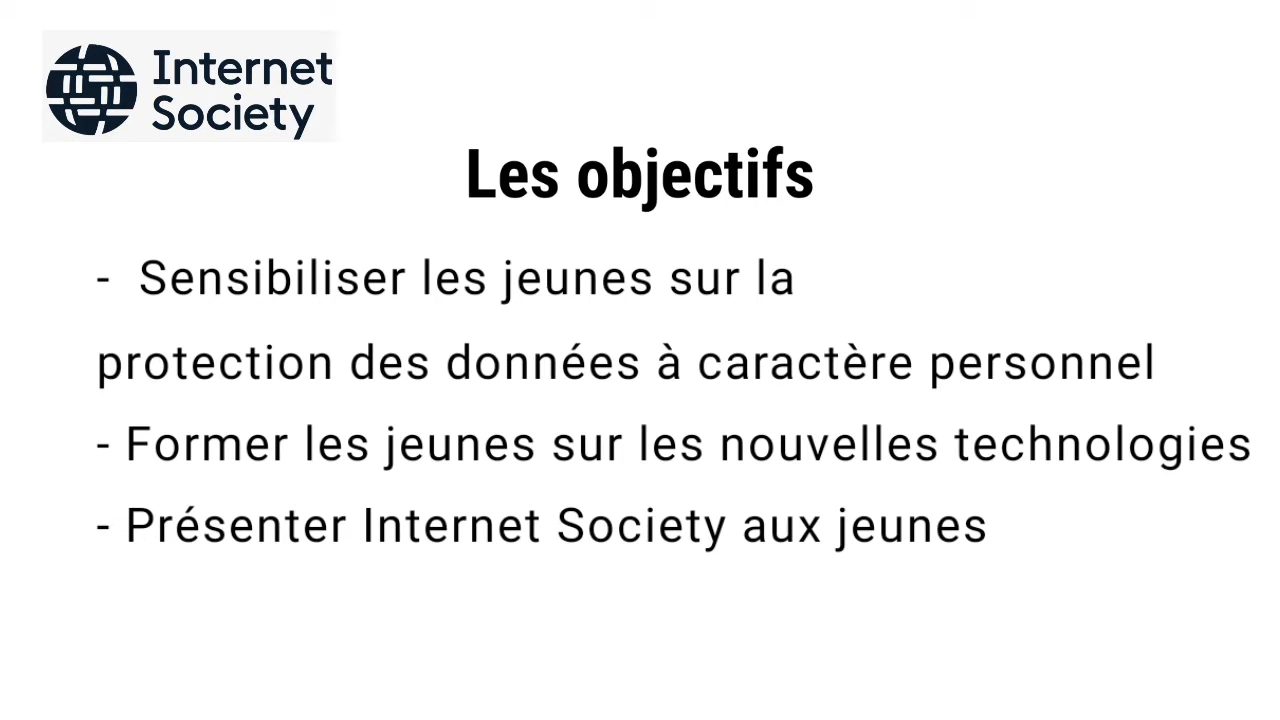 Internet
Society
Les objectifs
- Sensibiliser les jeunes sur la
protection des données à caractère personnel
- Former les jeunes sur les nouvelles technologies
- Présenter Internet Society aux jeunes